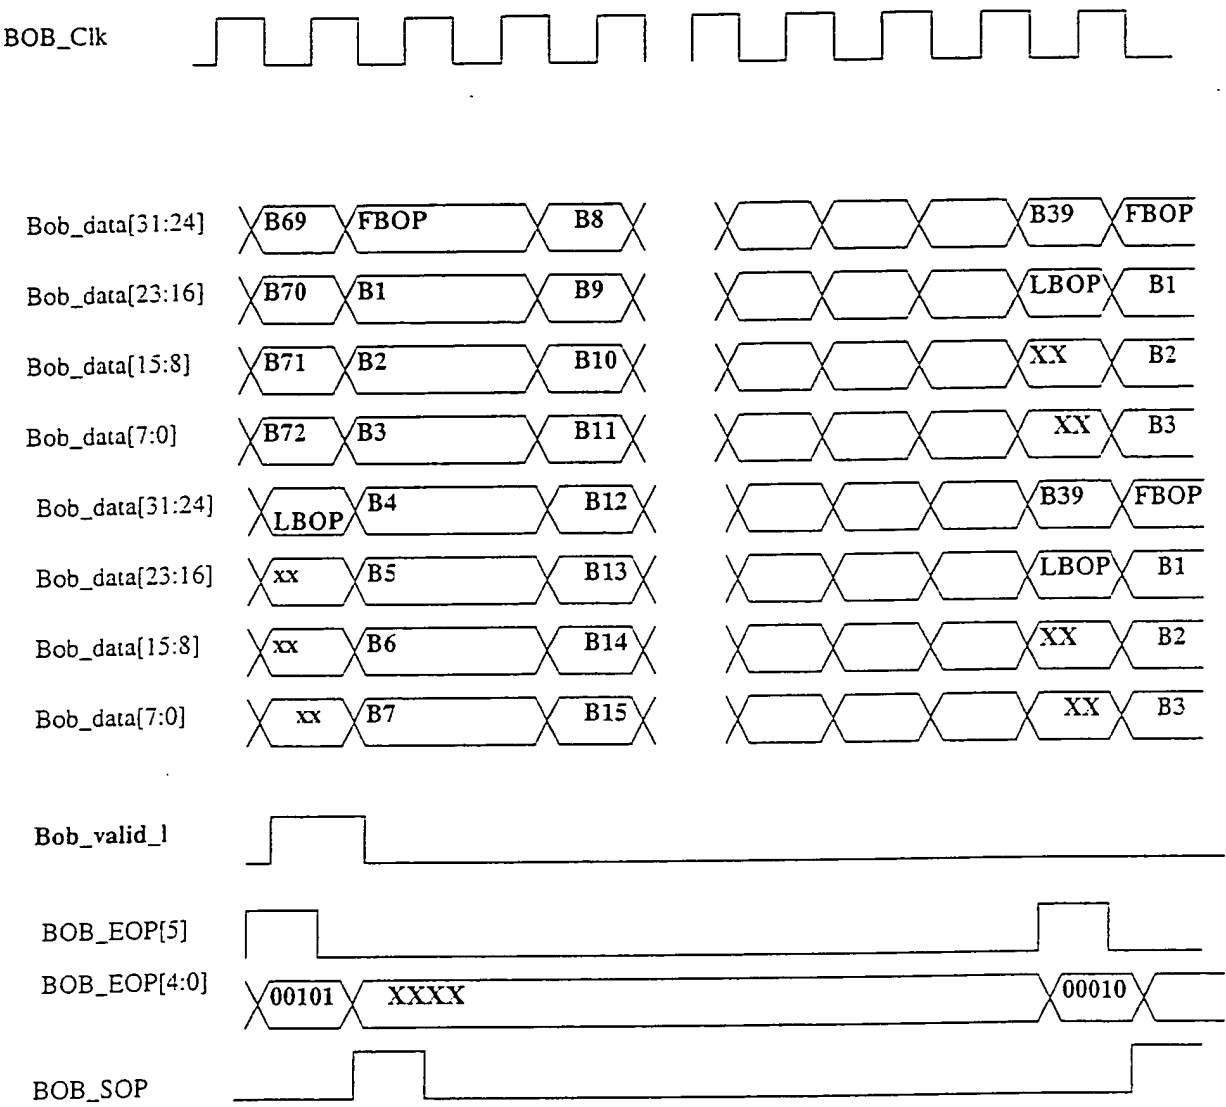 BOB_Clk
Bob_data[31:24] B69 FBOP B8 B39 FBOP
Bob_data[23:16] B70 B1 B9 LBOP B1
Bob_data[15:8] B71 B2 B10 XX B2
Bob_data[7:0] B72 B3 B11 XX B3
Bob_data[31:24] LBOP B4 B12 B39 FBOP
Bob_data[23:16] xx B5 B13 LBOP B1
Bob_data[15:8] xx B6 B14 XX B2
Bob_data[7:0] xx B7 B15 XX B3
Bob_valid_l
BOB_EOP[5]
BOB_EOP[4:0] 00101 XXXX 00010
BOB_SOP